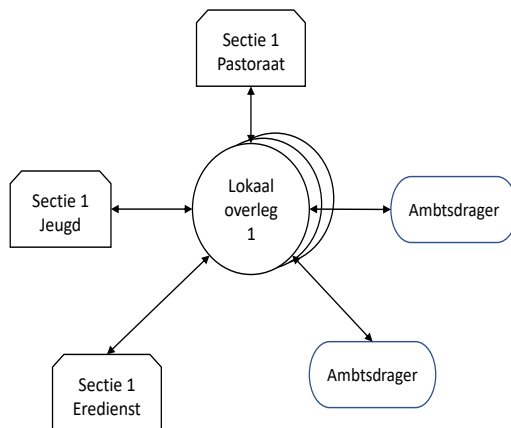 Sectie 1
Pastoraat
Lokaal
overleg
1
Sectie 1
Jeugd
Ambtsdrager
Ambtsdrager
Sectie 1
Eredienst